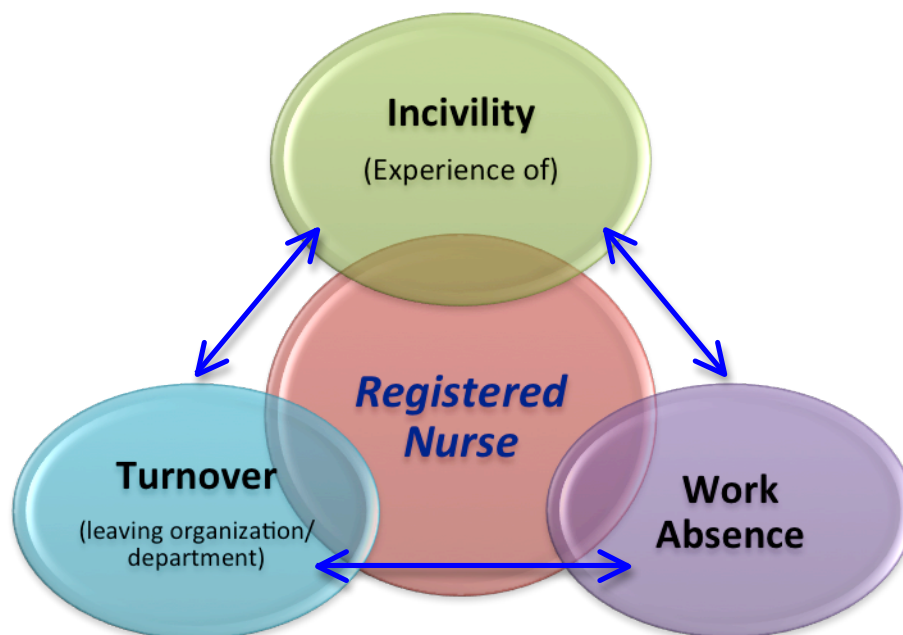 Incivility
(Experience of)
Registered
Nurse
Turnover
(leaving organization/
department)
Work
Absence